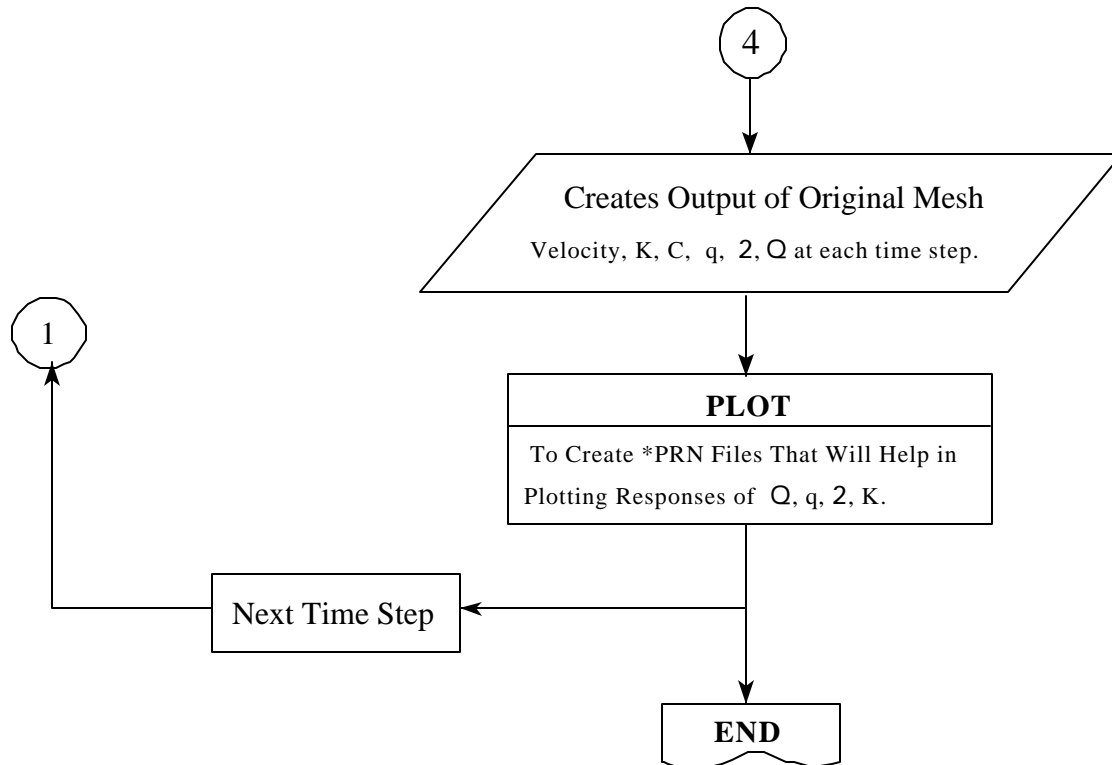 4
Creates Output of Original Mesh
Velocity, K, C, q, 2, Q at each time step.
1
PLOT
To Create *PRN Files That Will Help in
Plotting Responses of Q, q, 2, K.
Next Time Step
END